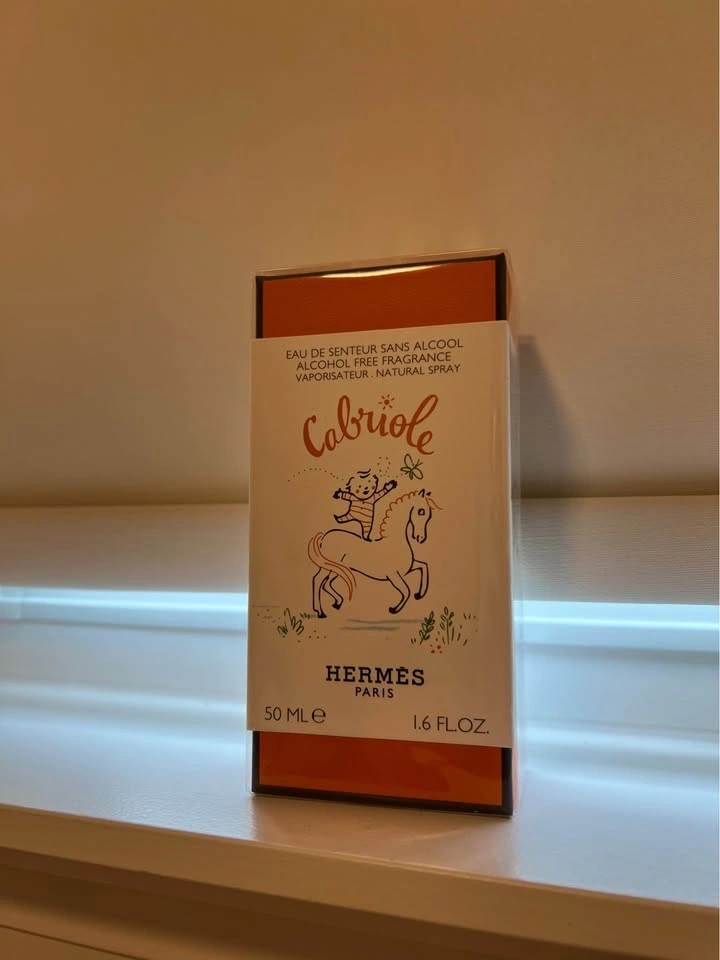 EAU DE SENTEUR SANS ALCOOL
ALCOHOL FREE FRAGRANCE
VAPORISATEUR . NATURAL SPRAY
Cabriole
HERMÈS
PARIS
50 ML ℮
1.6 FL.OZ.